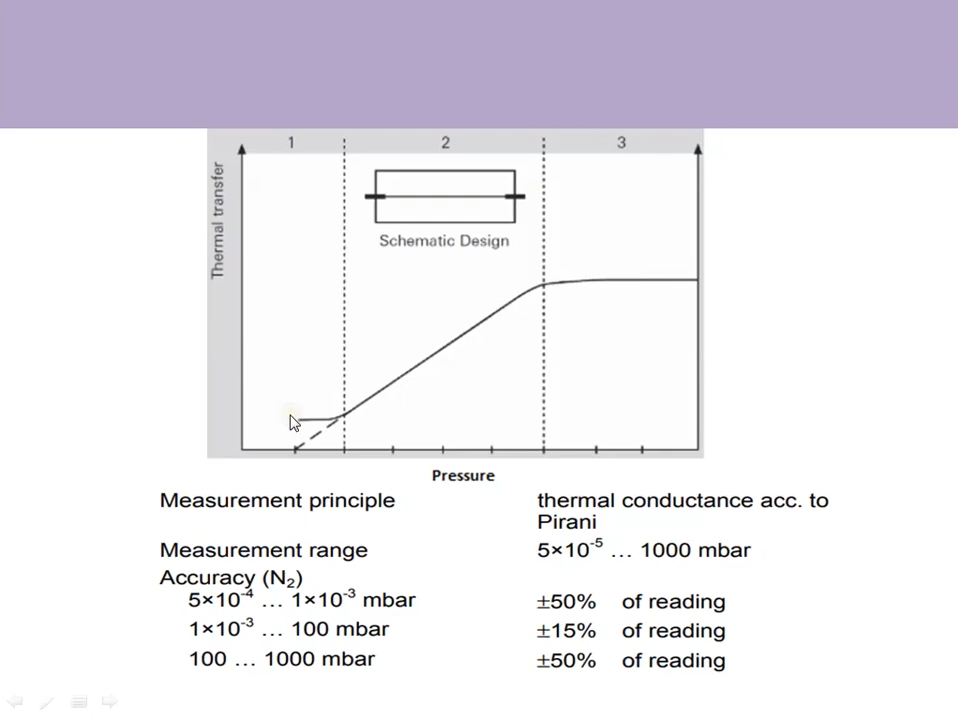 1 2 3
Thermal transfer
Schematic Design
Pressure
Measurement principle thermal conductance acc. to
Pirani
Measurement range 5×10⁻⁵ … 1000 mbar
Accuracy (N₂)
5×10⁻⁴ … 1×10⁻³ mbar ±50% of reading
1×10⁻³ … 100 mbar ±15% of reading
100 … 1000 mbar ±50% of reading